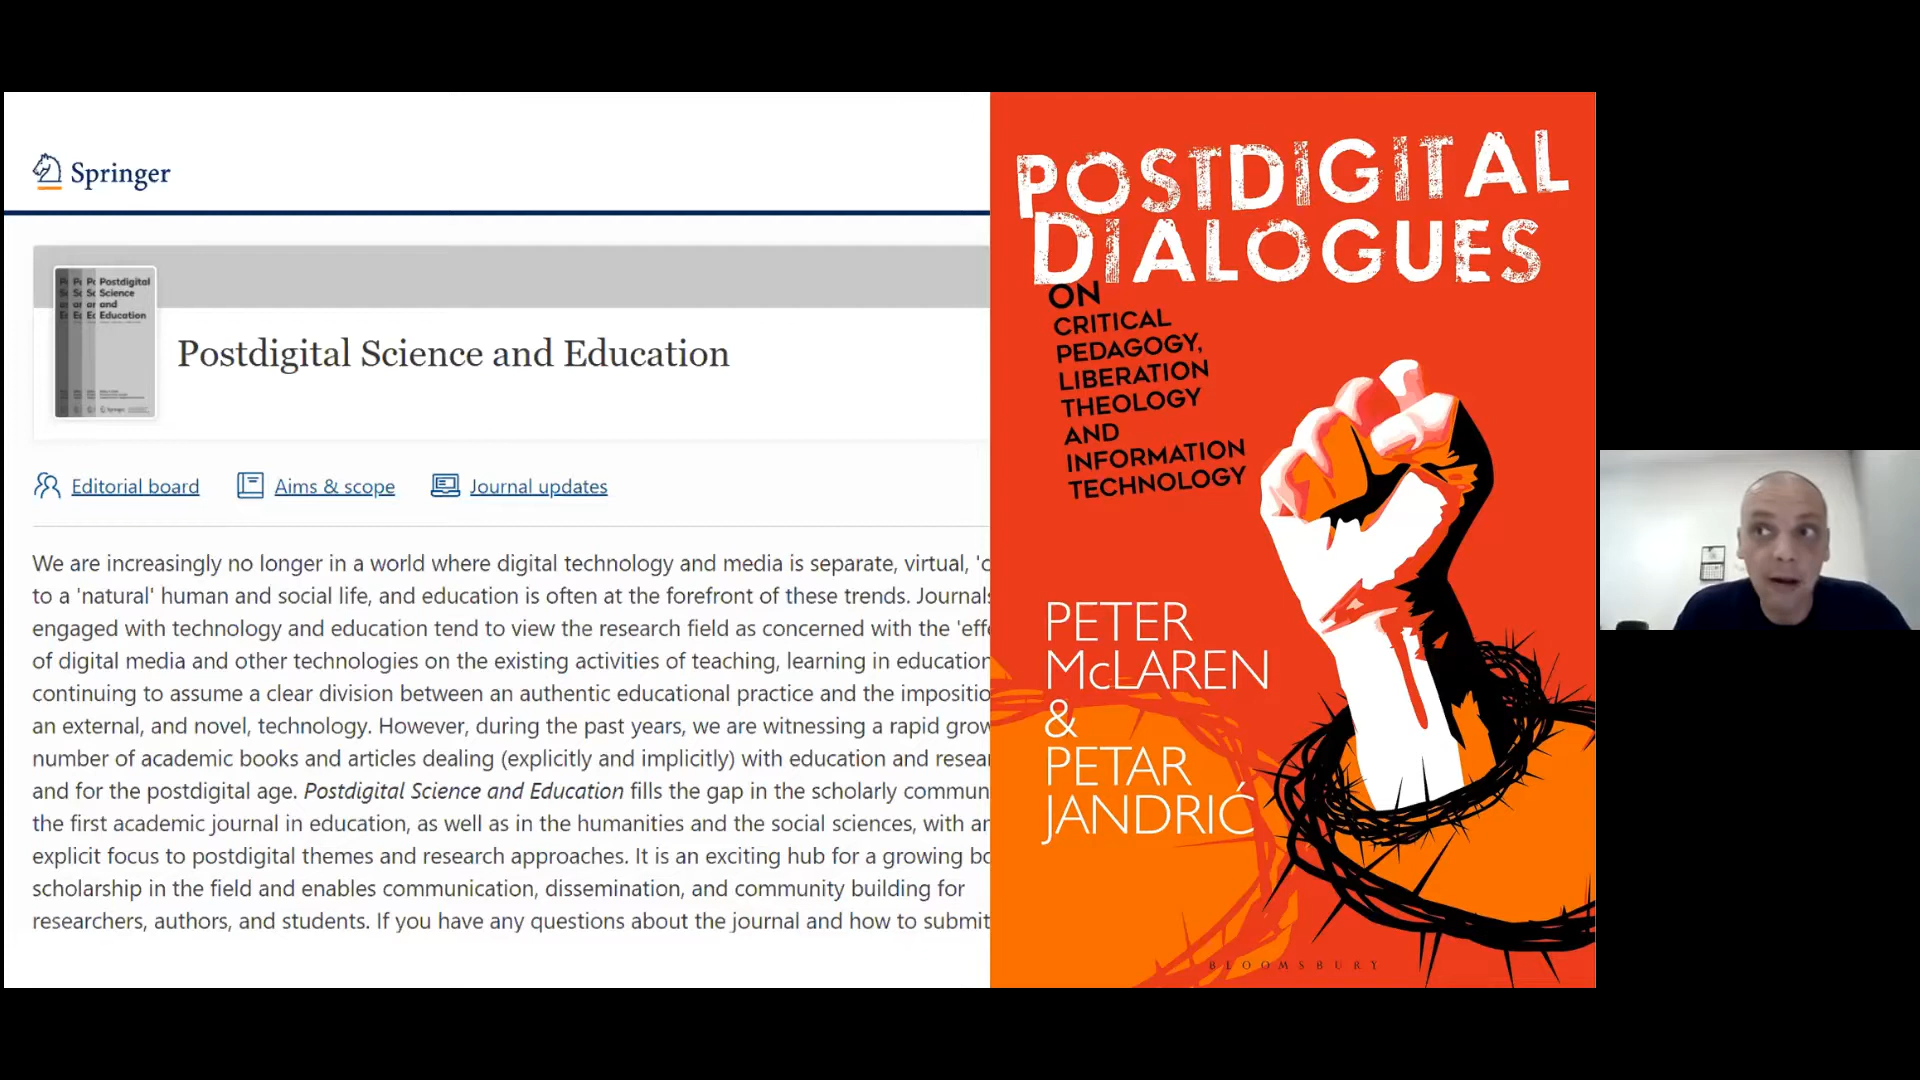 Springer
Postdigital
Science
and
Education
Postdigital Science and Education
Editorial board
Aims & scope
Journal updates
We are increasingly no longer in a world where digital technology and media is separate, virtual,
to a 'natural' human and social life, and education is often at the forefront of these trends. Journals
engaged with technology and education tend to view the research field as concerned with the
of digital media and other technologies on the existing activities of teaching, learning in education
continuing to assume a clear division between an authentic educational practice and the
an external, and novel, technology. However, during the past years, we are witnessing a rapid
number of academic books and articles dealing (explicitly and implicitly) with education and
and for the postdigital age. Postdigital Science and Education fills the gap in the scholarly
the first academic journal in education, as well as in the humanities and the social sciences, with
explicit focus to postdigital themes and research approaches. It is an exciting hub for a growing
scholarship in the field and enables communication, dissemination, and community building for
researchers, authors, and students. If you have any questions about the journal and how to submit
POSTDIGITAL
DIALOGUES
ON
CRITICAL
PEDAGOGY,
LIBERATION
THEOLOGY
AND
INFORMATION
TECHNOLOGY
PETER
McLAREN
&
PETAR
JANDRIĆ
BLOOMSBURY